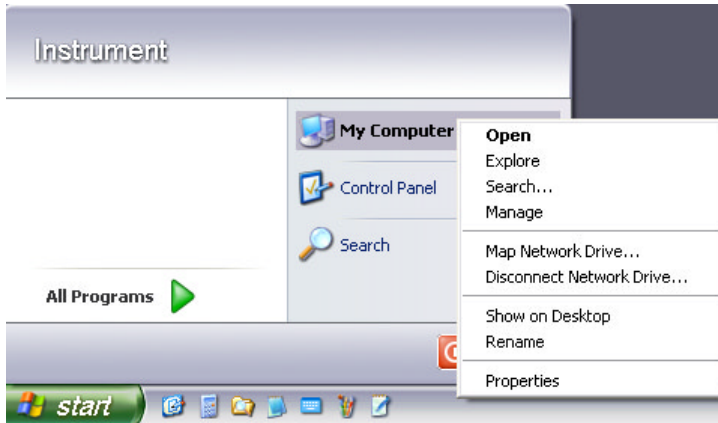 Instrument
My Computer
Control Panel
Search
All Programs
Open
Explore
Search...
Manage
Map Network Drive...
Disconnect Network Drive...
Show on Desktop
Rename
Properties
start